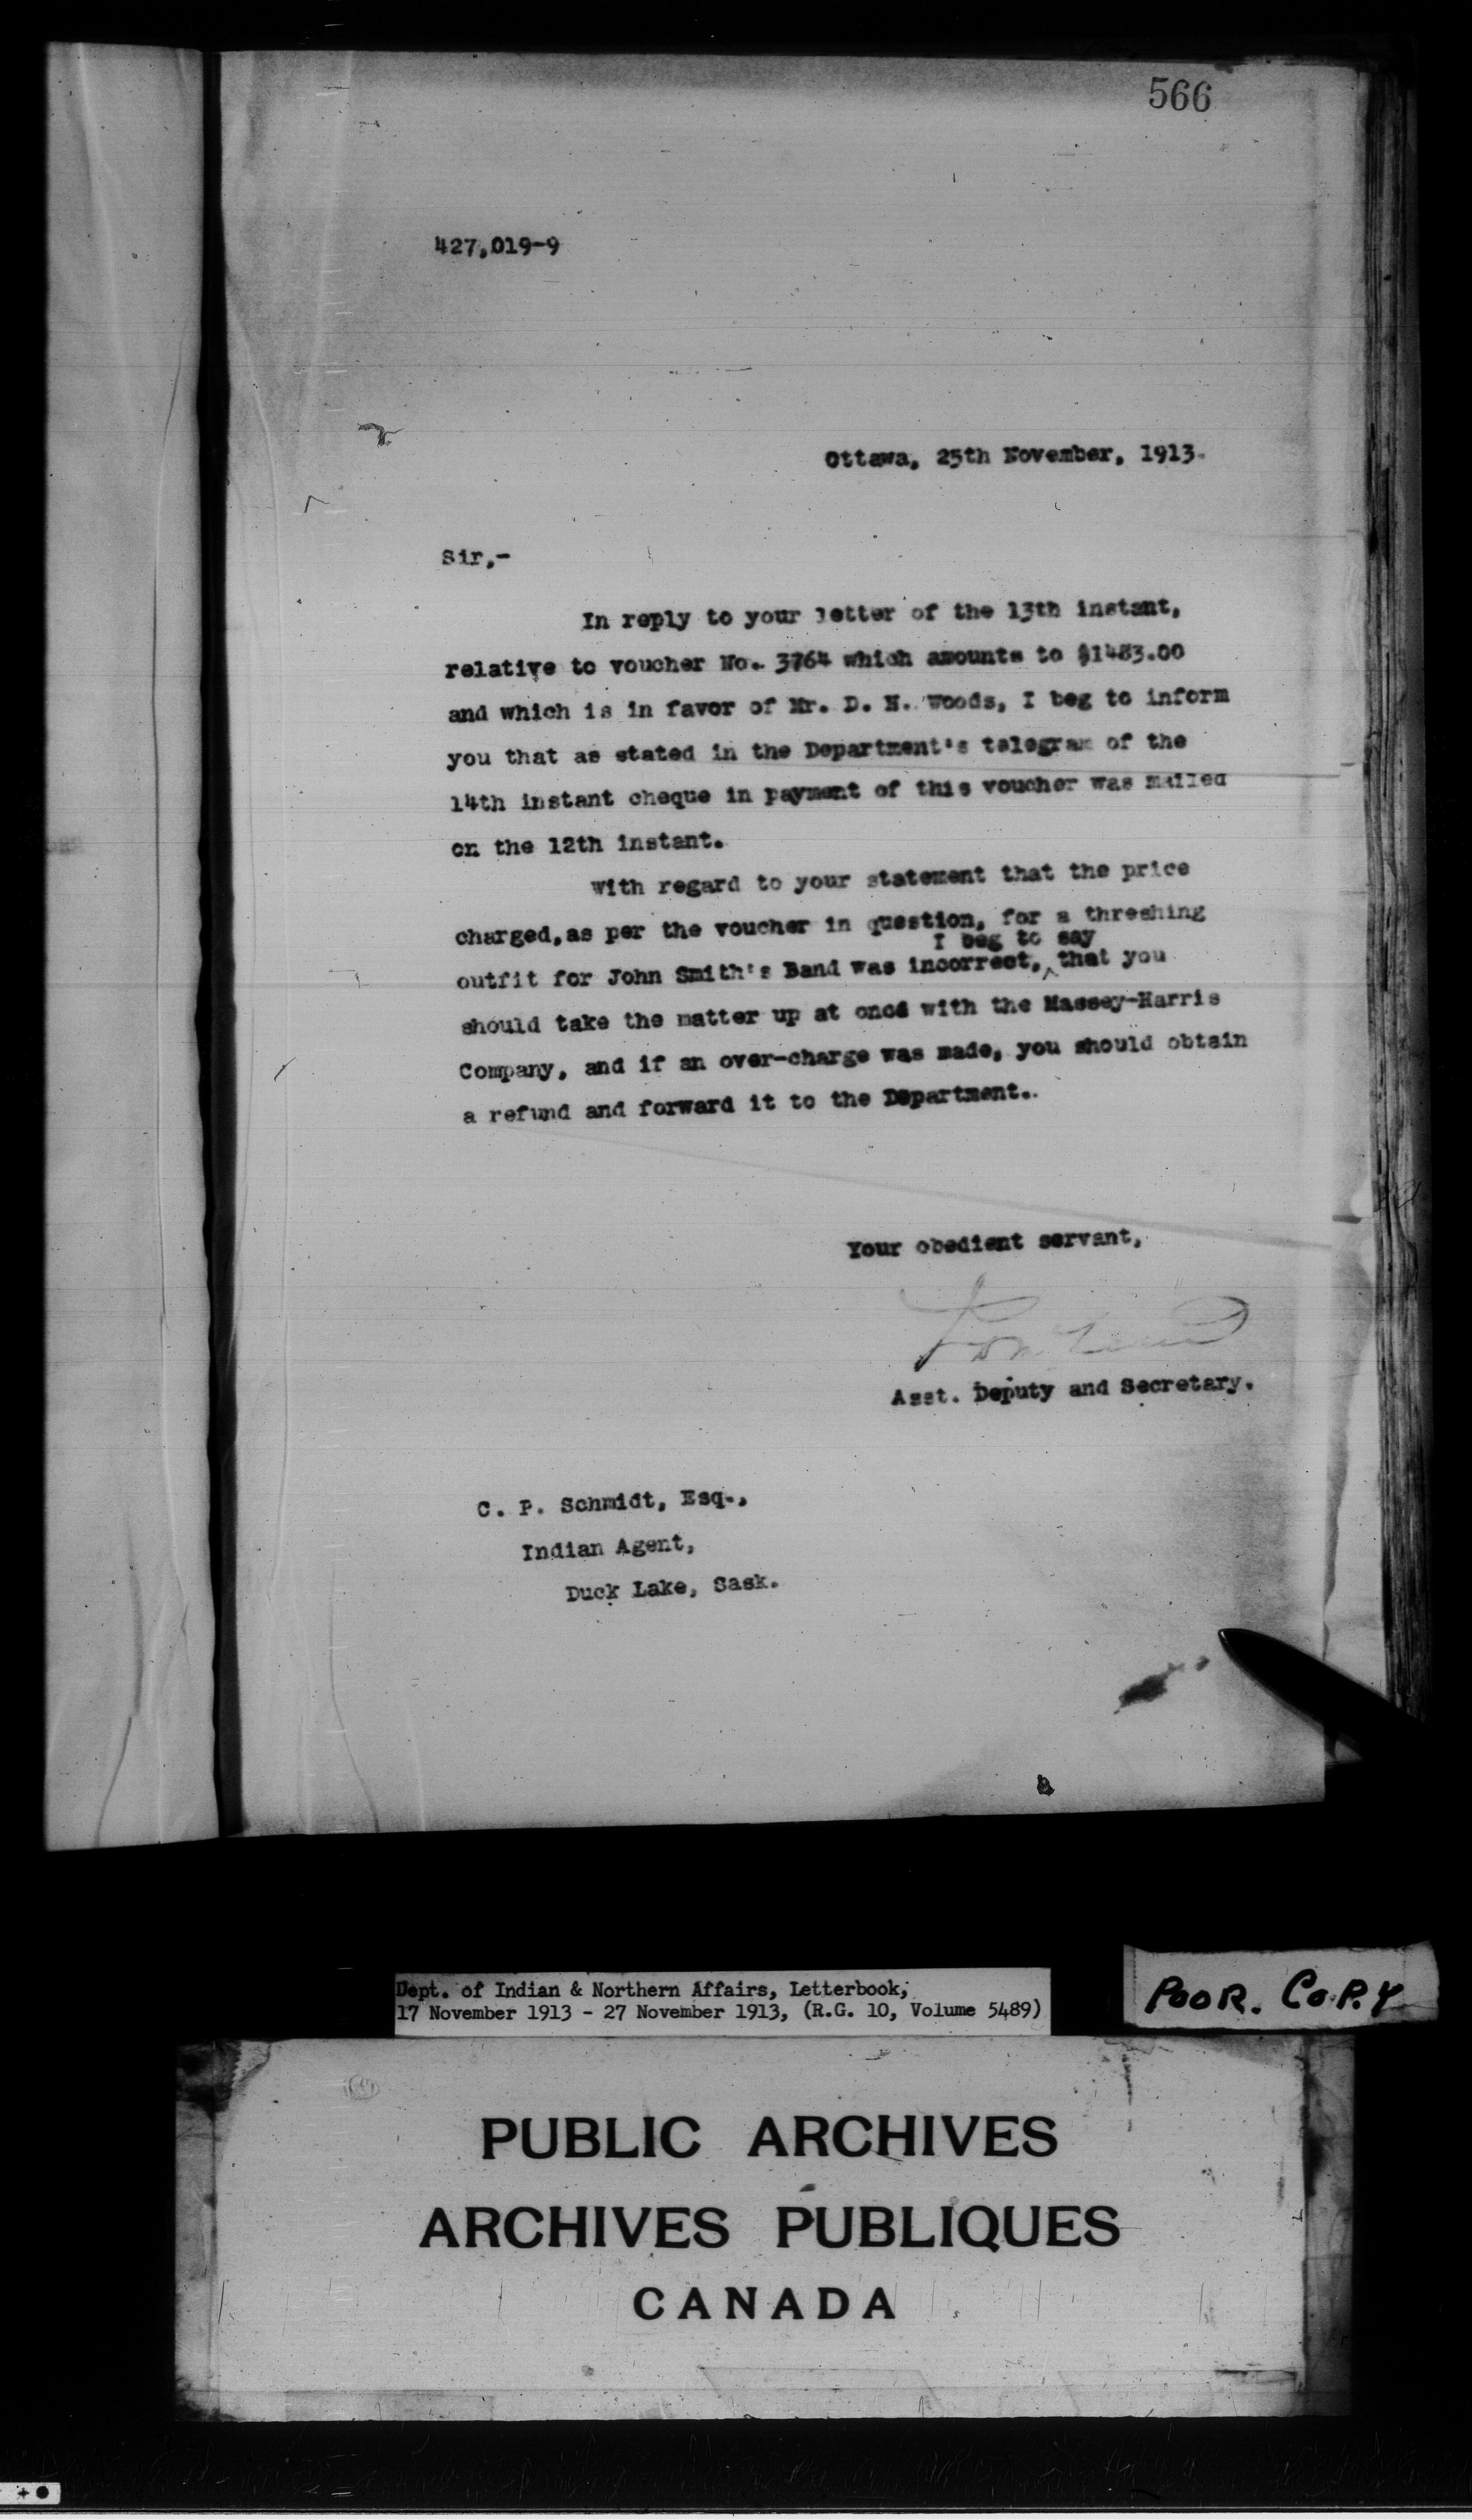 566
427,019-9
Ottawa, 25th November, 1913.
Sir,-
In reply to your letter of the 13th instant,
relative to voucher No. 3764 which amounts to $1483.00
and which is in favor of Mr. D. N. Woods, I beg to inform
you that as stated in the Department's telegram of the
14th instant cheque in payment of this voucher was mailed
on the 12th instant.
With regard to your statement that the price
charged, as per the voucher in question, for a threshing
I beg to say
outfit for John Smith's Band was incorrect, ^ that you
should take the matter up at once with the Massey-Harris
Company, and if an over-charge was made, you should obtain
a refund and forward it to the Department.
Your obedient servant,
Asst. Deputy and Secretary.
C. P. Schmidt, Esq.,
Indian Agent,
Duck Lake, Sask.
Dept. of Indian & Northern Affairs, Letterbook,
17 November 1913 - 27 November 1913, (R.G. 10, Volume 5489)
POOR. COPY
PUBLIC ARCHIVES
ARCHIVES PUBLIQUES
CANADA